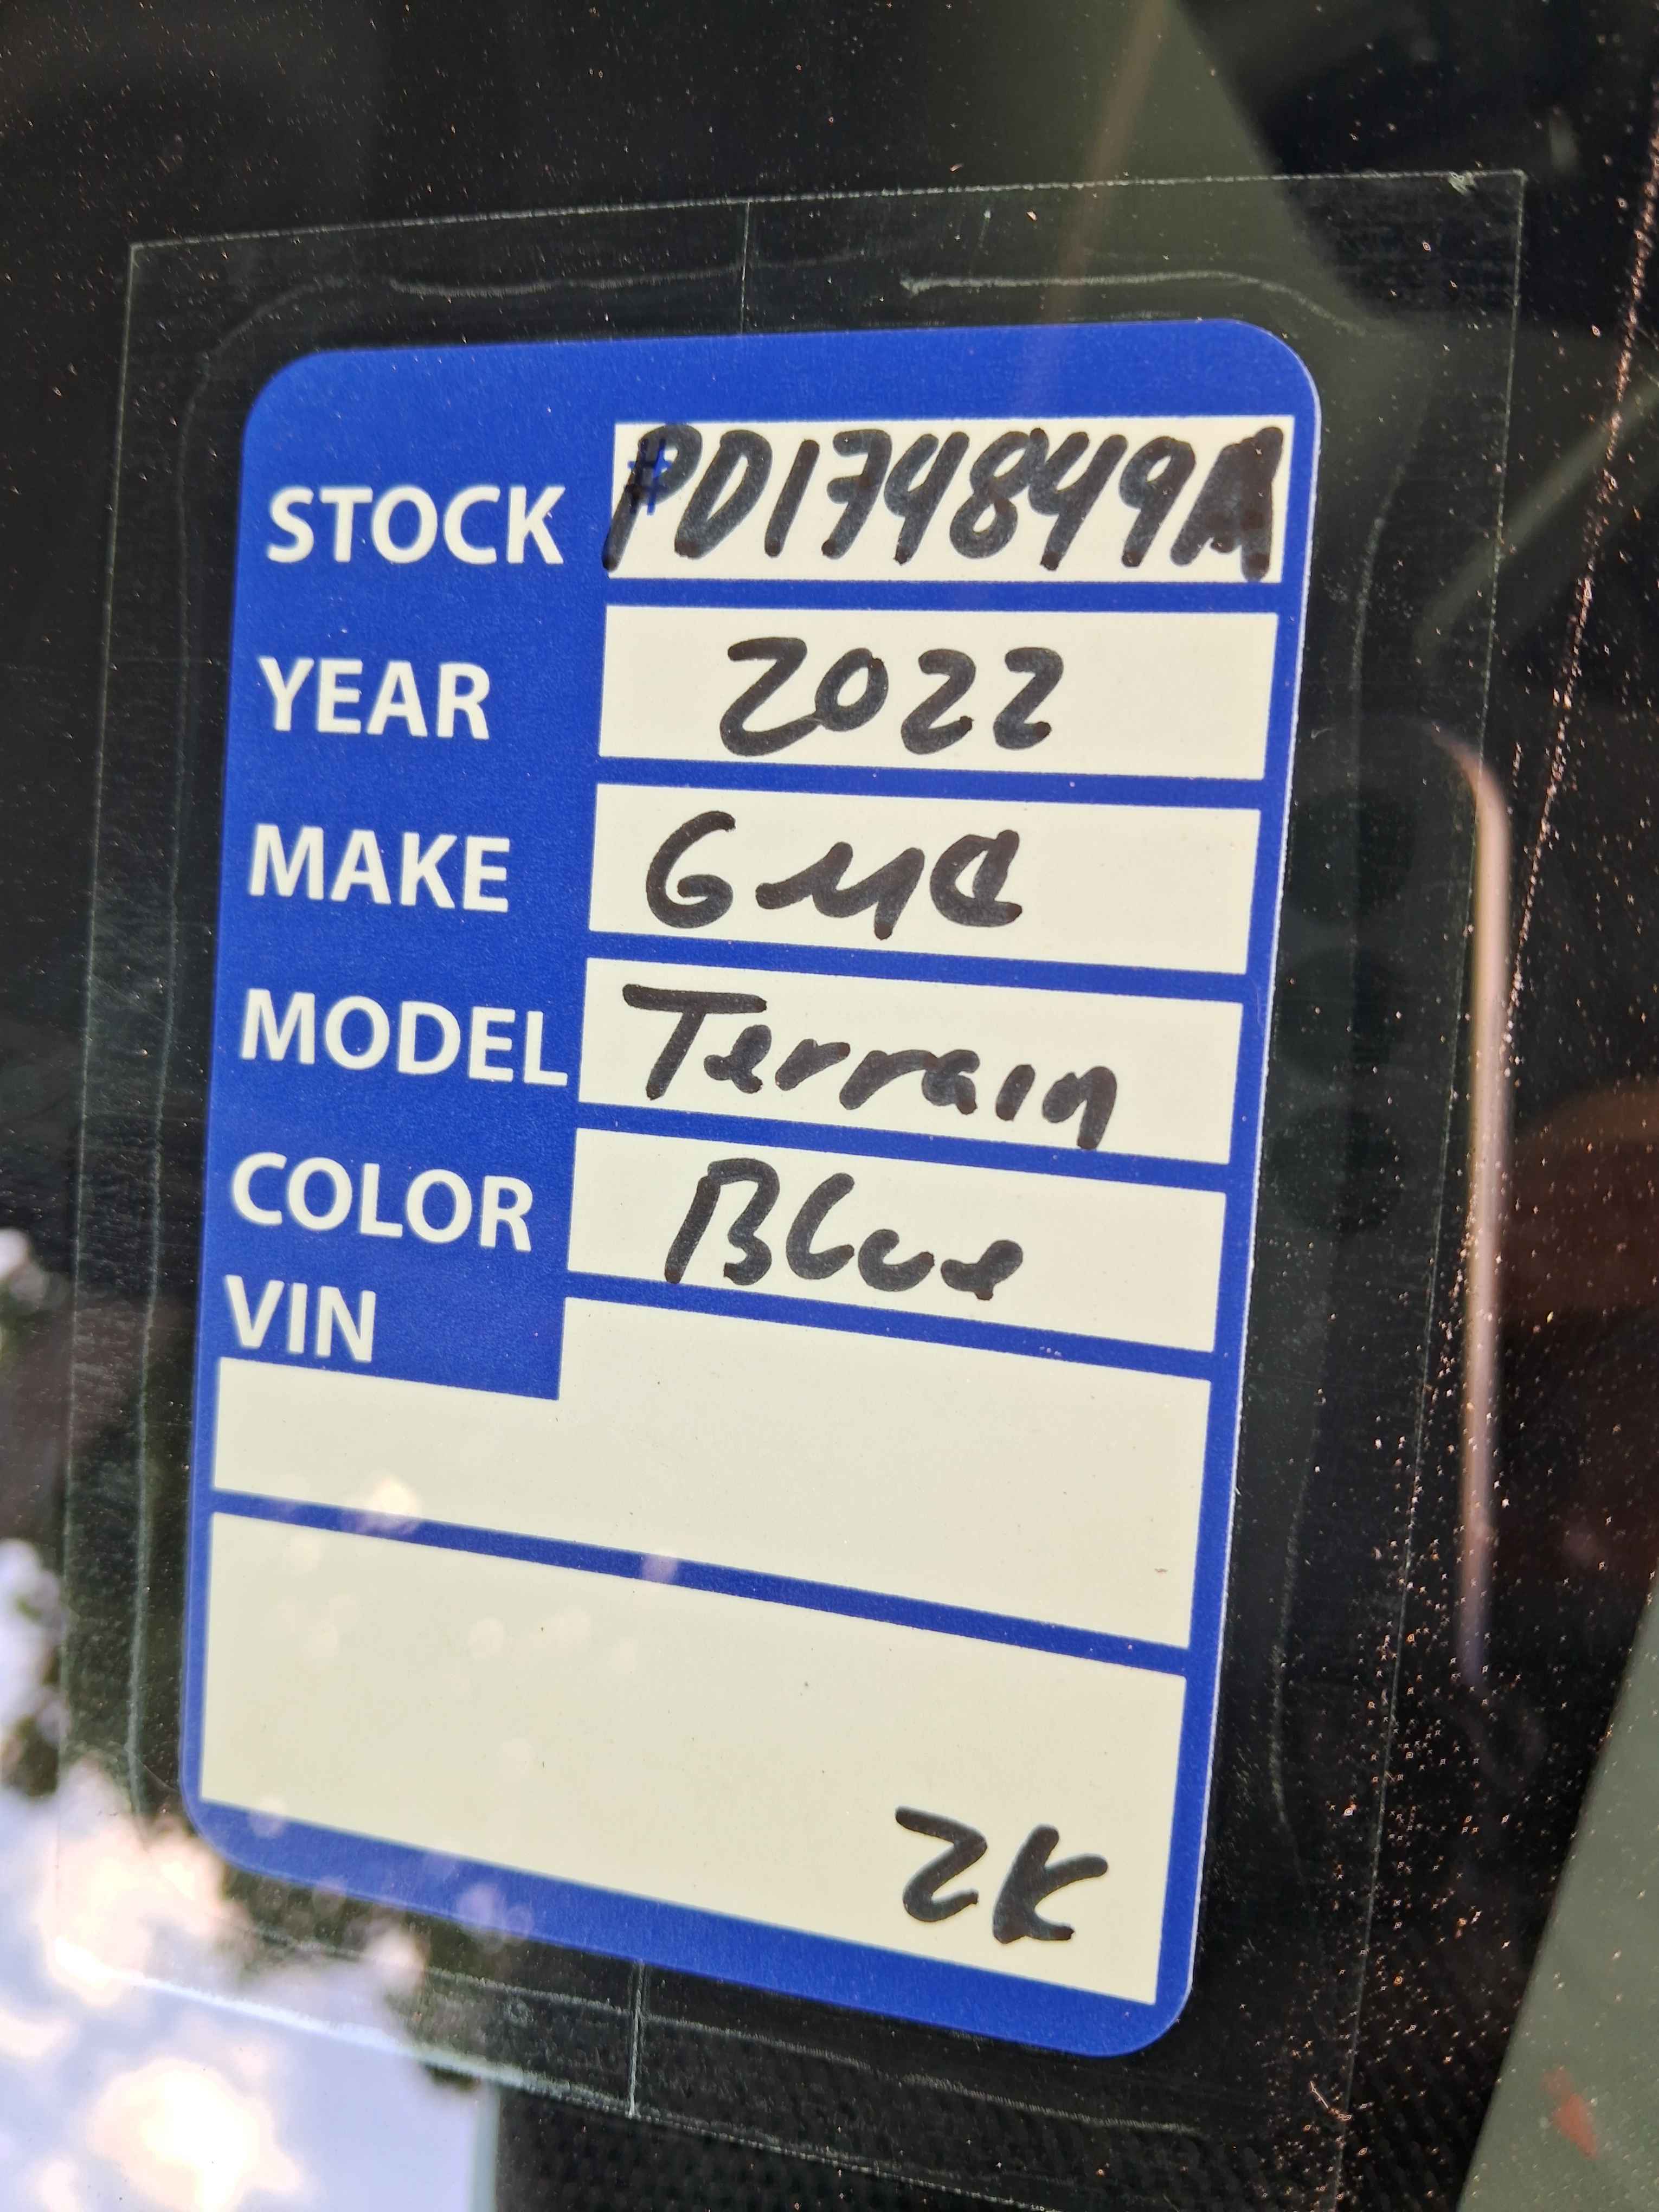 STOCK #PD174849A
YEAR 2022
MAKE GMC
MODEL Terrain
COLOR Blue
VIN
2K